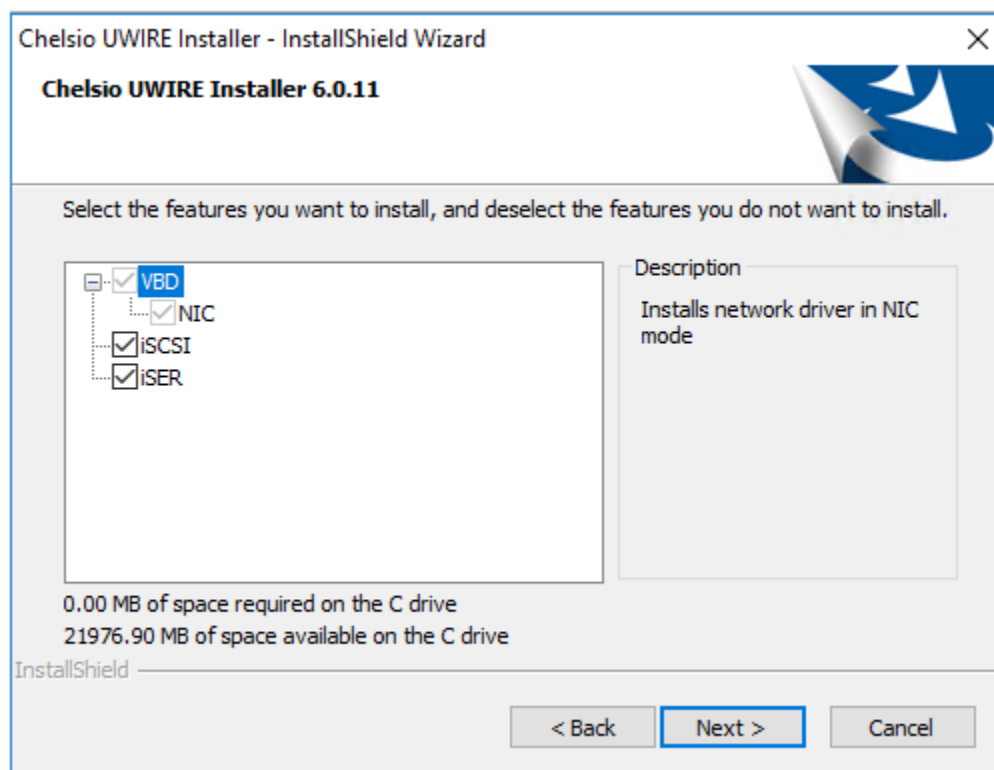 Chelsio UWIRE Installer - InstallShield Wizard
Chelsio UWIRE Installer 6.0.11
Select the features you want to install, and deselect the features you do not want to install.
VBD
NIC
iSCSI
iSER
Description
Installs network driver in NIC
mode
0.00 MB of space required on the C drive
21976.90 MB of space available on the C drive
InstallShield
< Back
Next >
Cancel